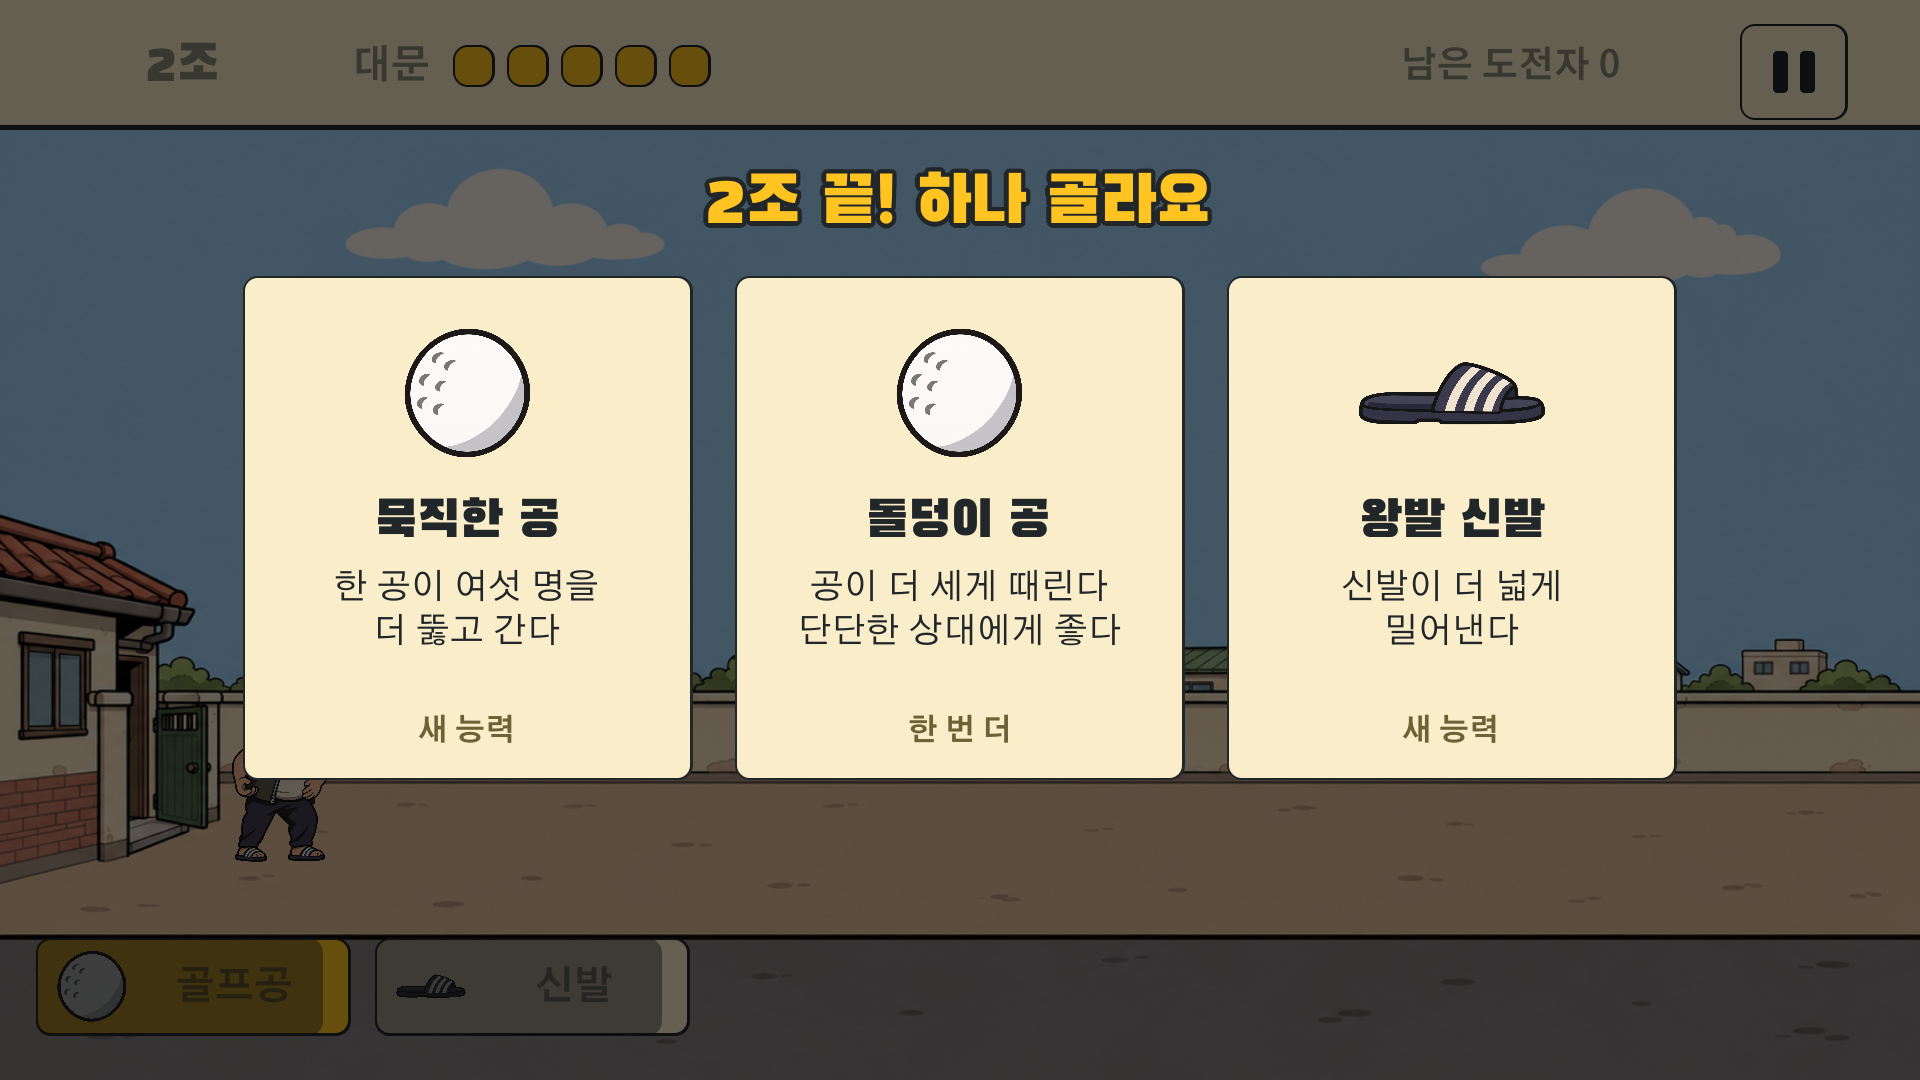 2조
대문
남은 도전자 0
2조 끝! 하나 골라요
묵직한 공
한 공이 여섯 명을
더 뚫고 간다
새 능력
돌덩이 공
공이 더 세게 때린다
단단한 상대에게 좋다
한 번 더
왕발 신발
신발이 더 넓게
밀어낸다
새 능력
골프공
신발